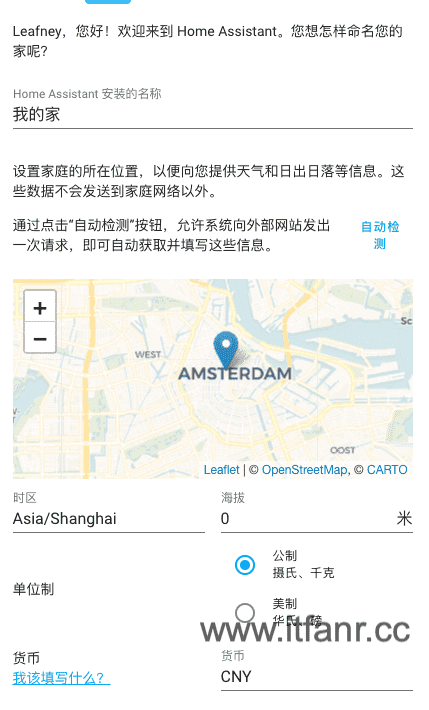 Leafney，您好！欢迎来到 Home Assistant。您想怎样命名您的
家呢？
Home Assistant 安装的名称
我的家
设置家庭的所在位置，以便向您提供天气和日出日落等信息。这
些数据不会发送到家庭网络以外。
通过点击“自动检测”按钮，允许系统向外部网站发出
一次请求，即可自动获取并填写这些信息。
自动检
测
+
−
Sc
WEST
AMSTERDAM
OOST
Leaflet | © OpenStreetMap, © CARTO
时区
Asia/Shanghai
海拔
0 米
单位制
公制
摄氏、千克
美制
华氏、磅
www.itfanr.cc
货币
我该填写什么？
货币
CNY